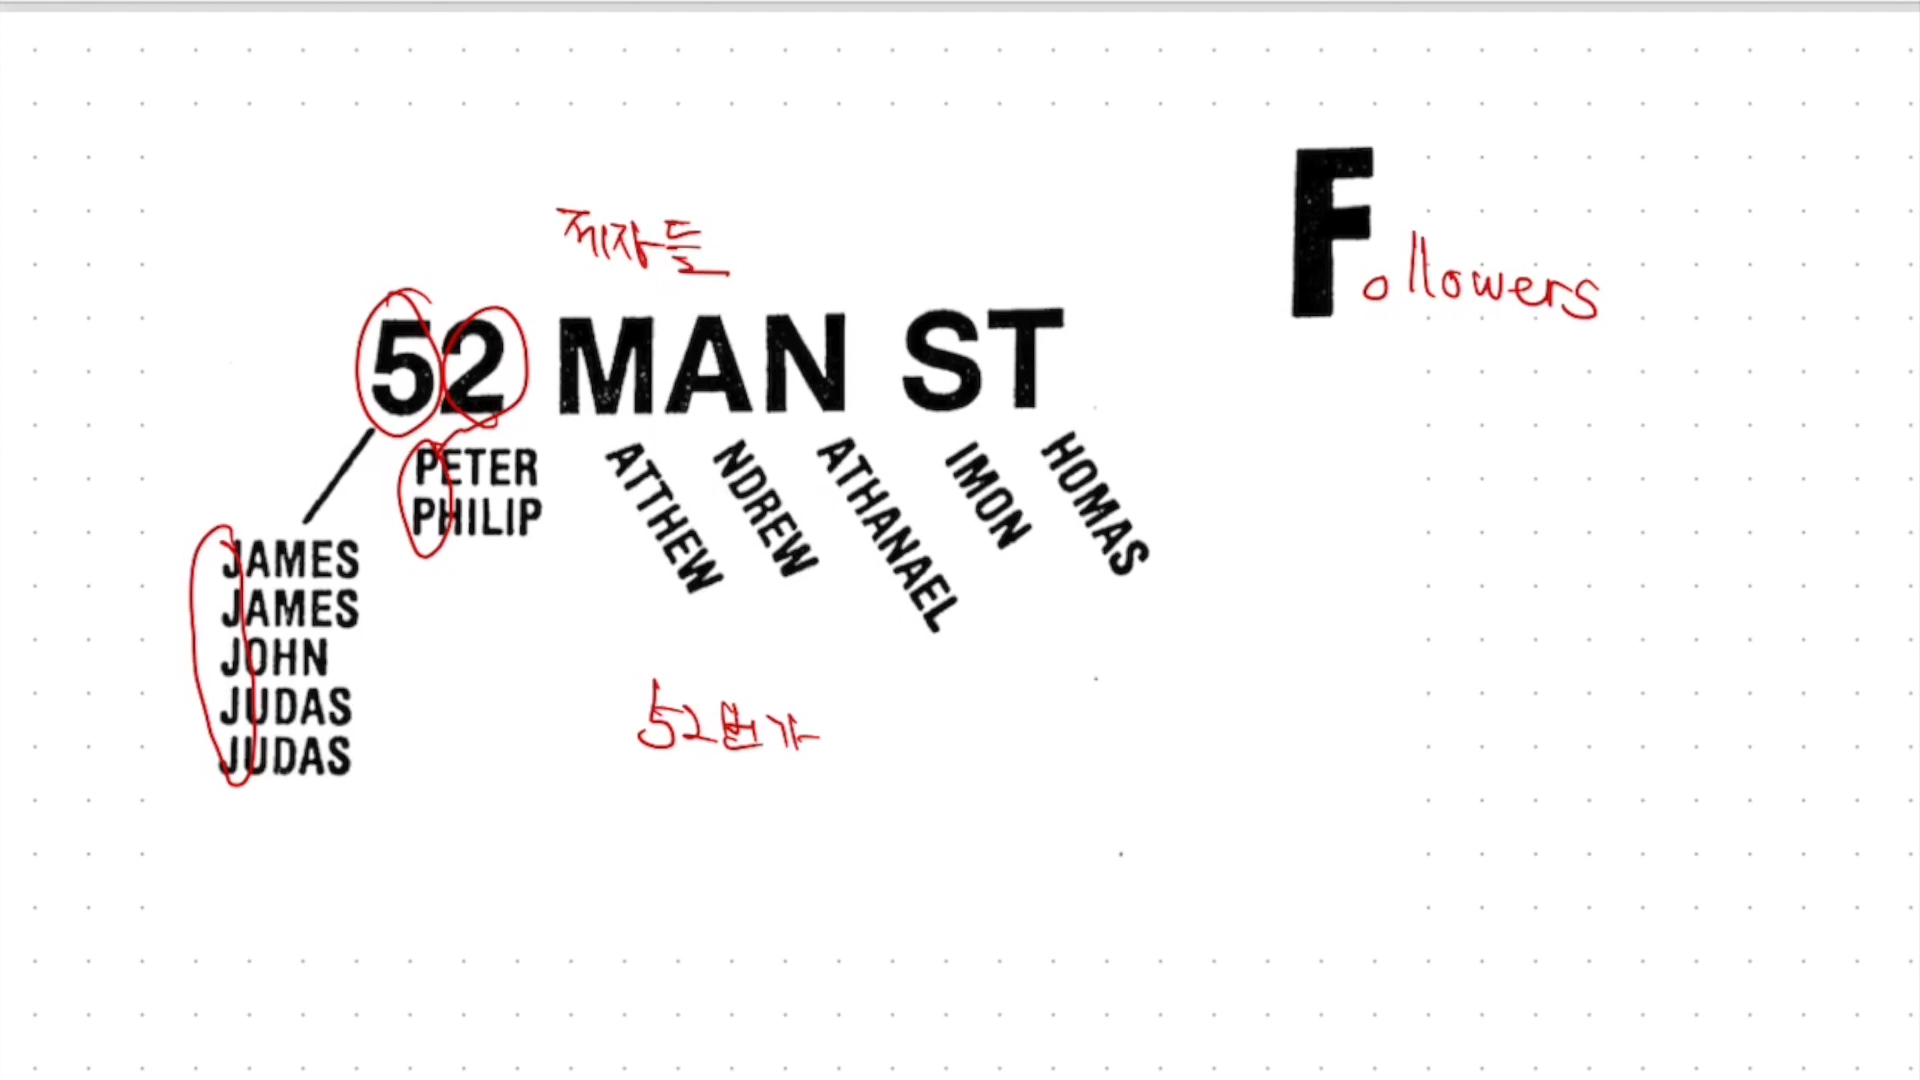 제자들
Followers
52 MAN ST
PETER
PHILIP
ATTHEW
NDREW
ATHANAEL
IMON
HOMAS
JAMES
JAMES
JOHN
JUDAS
JUDAS
52번가